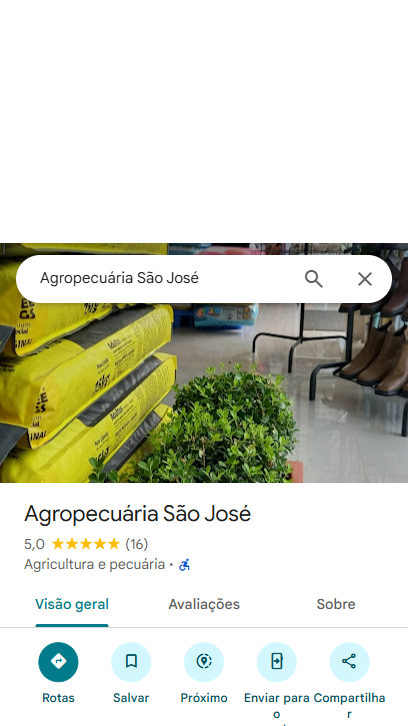 Agropecuária São José
Agropecuária São José
5,0 (16)
Agricultura e pecuária •
Visão geral
Avaliações
Sobre
Rotas
Salvar
Próximo
Enviar para
o
Compartilha
r